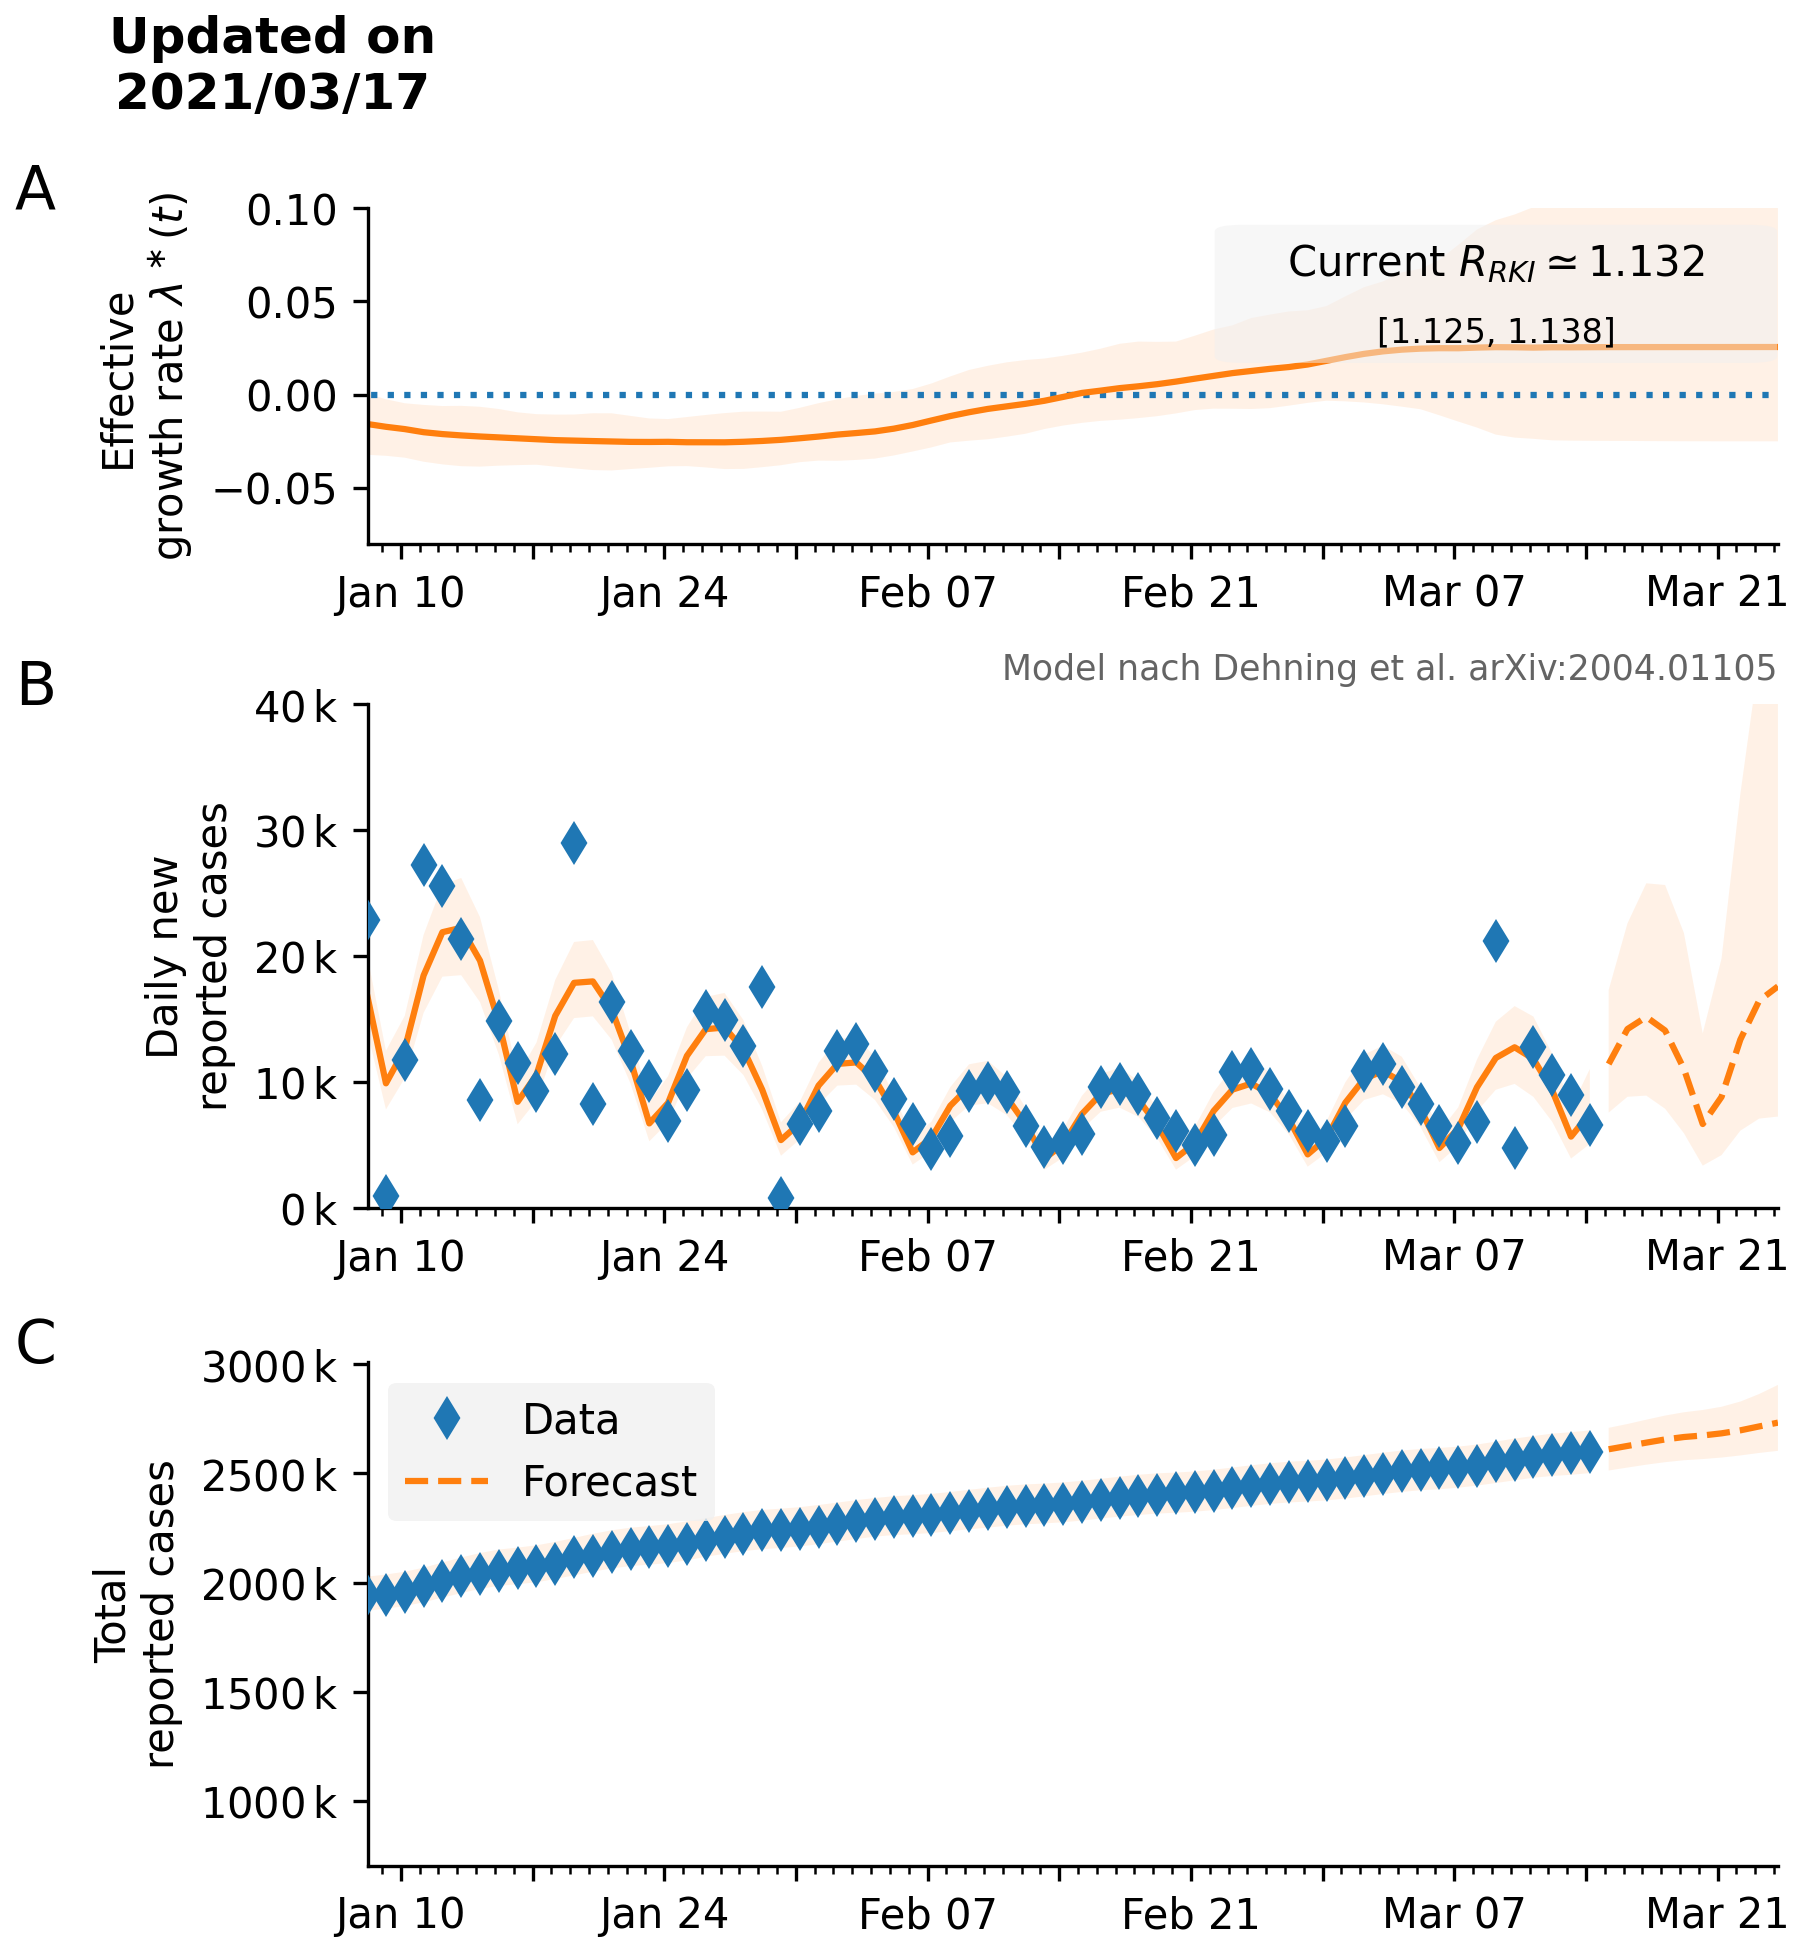 Updated on
2021/03/17
A
Effective
growth rate λ * (t)
0.10
0.05
0.00
−0.05
Current R_RKI ≃ 1.132
[1.125, 1.138]
Jan 10 Jan 24 Feb 07 Feb 21 Mar 07 Mar 21
Model nach Dehning et al. arXiv:2004.01105
B
Daily new
reported cases
40 k
30 k
20 k
10 k
0 k
Jan 10 Jan 24 Feb 07 Feb 21 Mar 07 Mar 21
C
Total
reported cases
3000 k
2500 k
2000 k
1500 k
1000 k
Data
Forecast
Jan 10 Jan 24 Feb 07 Feb 21 Mar 07 Mar 21